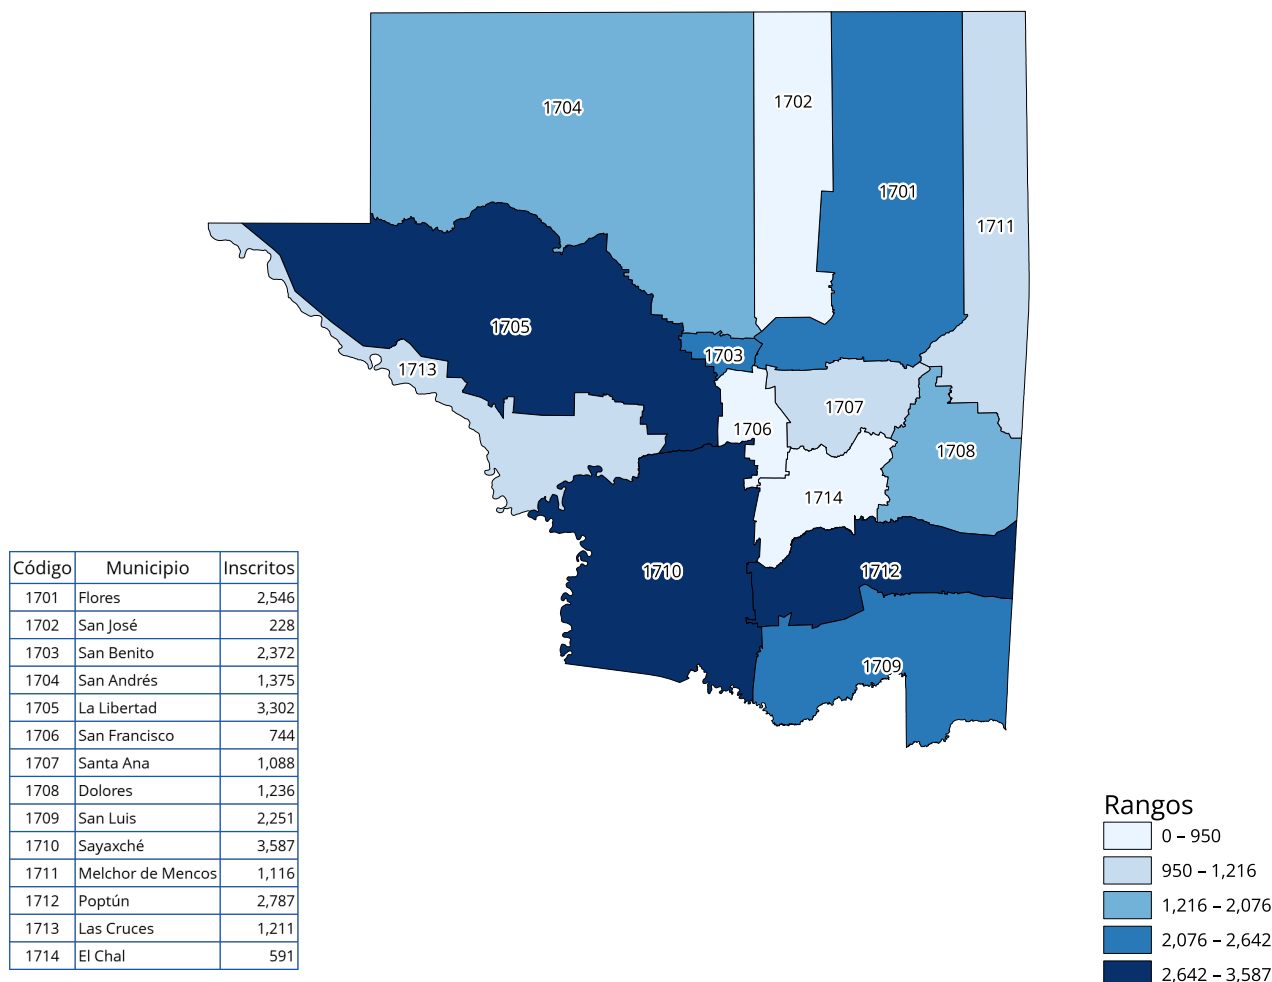 1704
1702
1701
1711
1705
1703
1713
1707
1706
1708
1714
1710
1712
1709
Código Municipio Inscritos
1701 Flores 2,546
1702 San José 228
1703 San Benito 2,372
1704 San Andrés 1,375
1705 La Libertad 3,302
1706 San Francisco 744
1707 Santa Ana 1,088
1708 Dolores 1,236
1709 San Luis 2,251
1710 Sayaxché 3,587
1711 Melchor de Mencos 1,116
1712 Poptún 2,787
1713 Las Cruces 1,211
1714 El Chal 591
Rangos
0 – 950
950 – 1,216
1,216 – 2,076
2,076 – 2,642
2,642 – 3,587